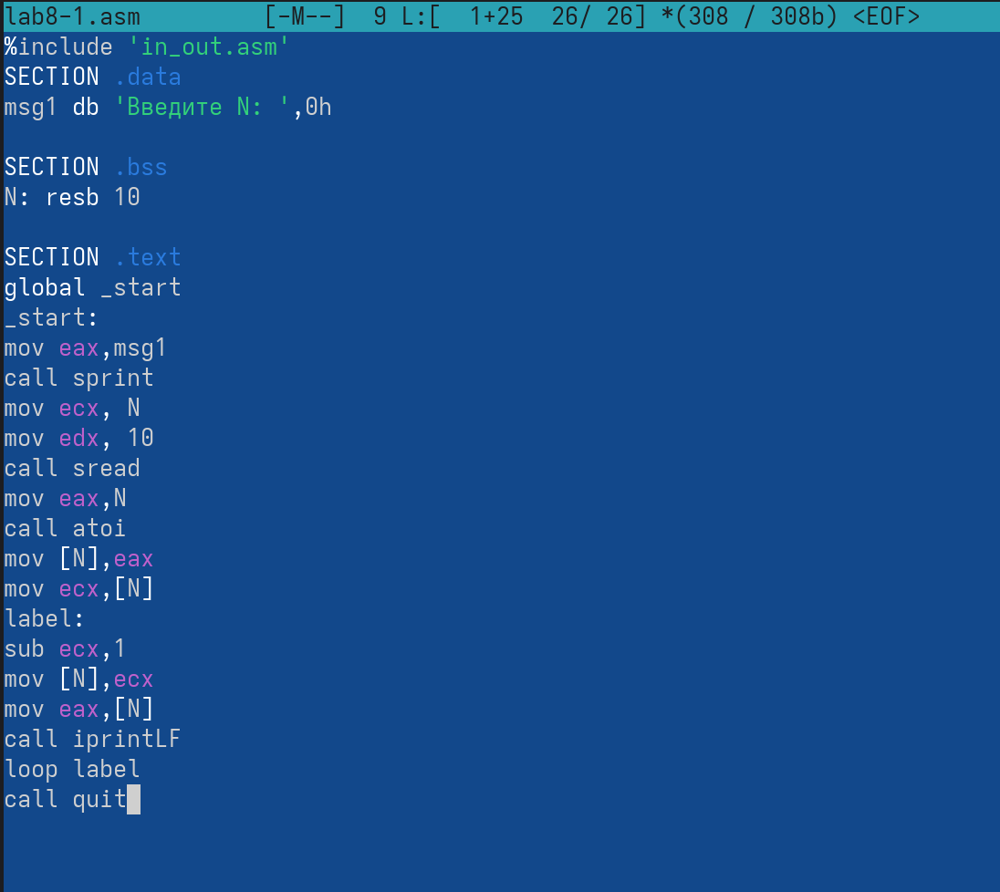 lab8-1.asm [-M--] 9 L:[ 1+25 26/ 26] *(308 / 308b) <EOF>
%include 'in_out.asm'
SECTION .data
msg1 db 'Введите N: ',0h
SECTION .bss
N: resb 10
SECTION .text
global _start
_start:
mov eax,msg1
call sprint
mov ecx, N
mov edx, 10
call sread
mov eax,N
call atoi
mov [N],eax
mov ecx,[N]
label:
sub ecx,1
mov [N],ecx
mov eax,[N]
call iprintLF
loop label
call quit